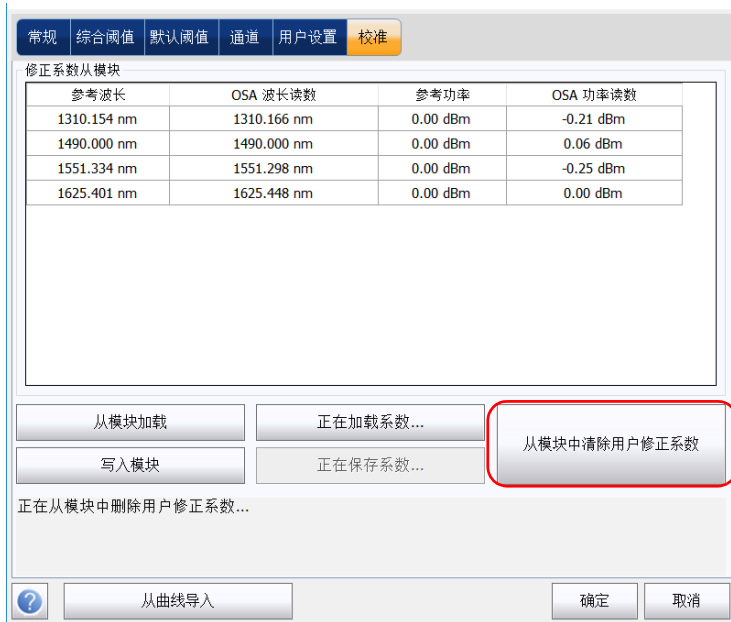 常规 综合阈值 默认阈值 通道 用户设置 校准
修正系数从模块
参考波长 OSA 波长读数 参考功率 OSA 功率读数
1310.154 nm 1310.166 nm 0.00 dBm -0.21 dBm
1490.000 nm 1490.000 nm 0.00 dBm 0.06 dBm
1551.334 nm 1551.298 nm 0.00 dBm -0.25 dBm
1625.401 nm 1625.448 nm 0.00 dBm 0.00 dBm
从模块加载 正在加载系数...
从模块中清除用户修正系数
写入模块 正在保存系数...
正在从模块中删除用户修正系数...
? 从曲线导入 确定 取消